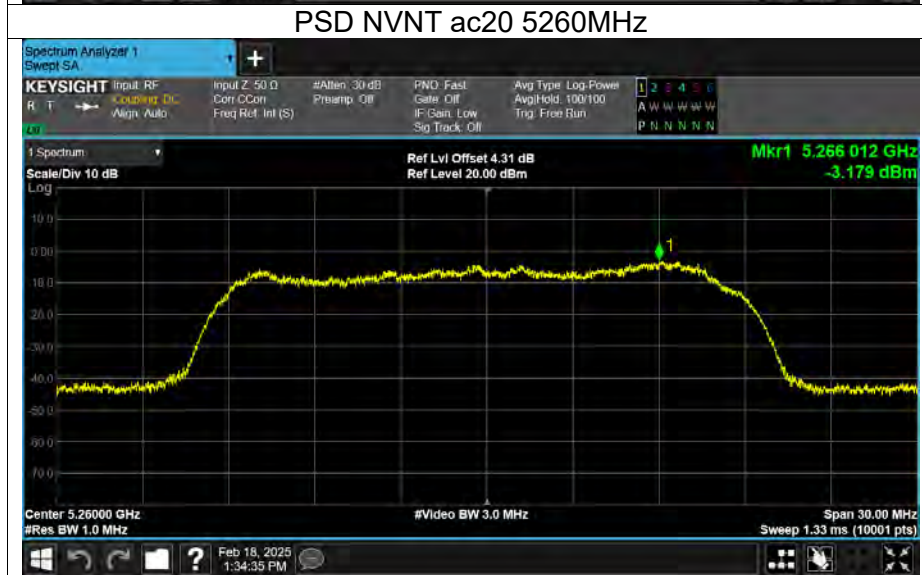 PSD NVNT ac20 5260MHz
Spectrum Analyzer 1
Swept SA
+
KEYSIGHT
Input: RF
Coupling: DC
Align: Auto
R T
Input Z: 50 Ω
Corr CCorr
Freq Ref: Int (S)
#Atten: 30 dB
Preamp: Off
PNO: Fast
Gate: Off
IF Gain: Low
Sig Track: Off
Avg Type: Log-Power
Avg|Hold: 100/100
Trig: Free Run
1 2 3 4 5 6
A W W W W W
P N N N N N
1 Spectrum
Scale/Div 10 dB
Log
Ref Lvl Offset 4.31 dB
Ref Level 20.00 dBm
Mkr1 5.266 012 GHz
-3.179 dBm
10.0
0.00
-10.0
-20.0
-30.0
-40.0
-50.0
-60.0
-70.0
1
Center 5.26000 GHz
#Res BW 1.0 MHz
#Video BW 3.0 MHz
Span 30.00 MHz
Sweep 1.33 ms (10001 pts)
?
Feb 18, 2025
1:34:35 PM